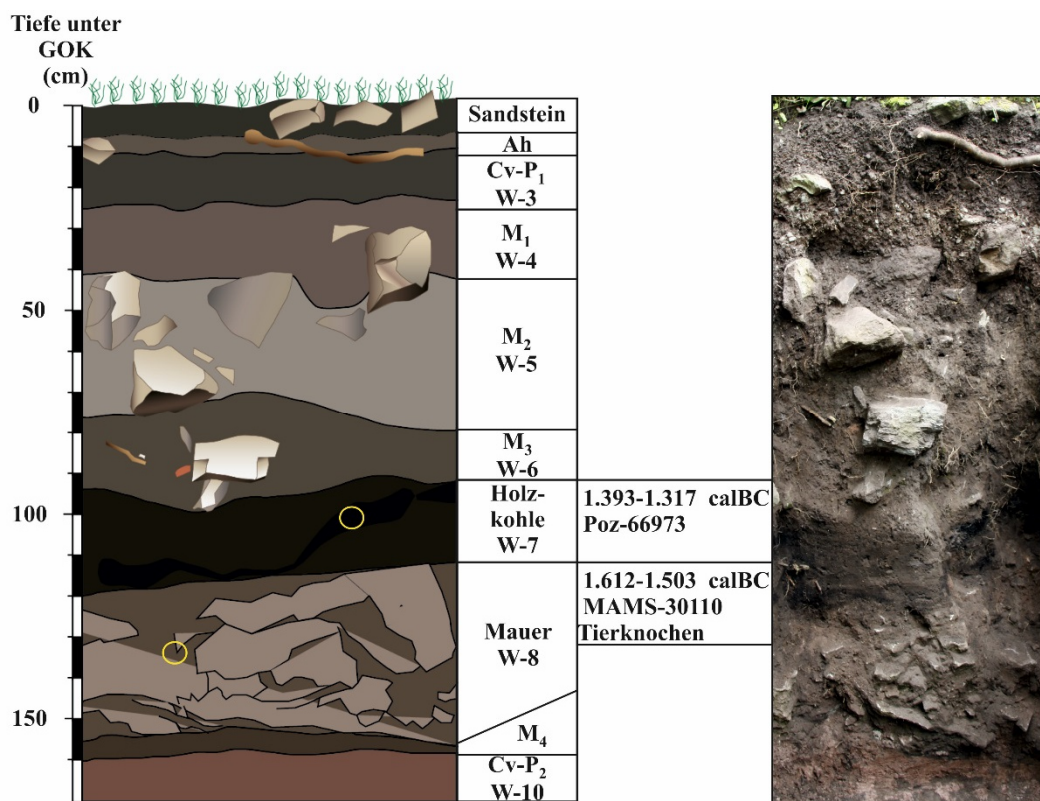 Tiefe unter
GOK
(cm)
0
50
100
150
Sandstein
Ah
Cv-P₁
W-3
M₁
W-4
M₂
W-5
M₃
W-6
Holz-
kohle
W-7
1.393-1.317 calBC
Poz-66973
Mauer
W-8
1.612-1.503 calBC
MAMS-30110
Tierknochen
M₄
Cv-P₂
W-10